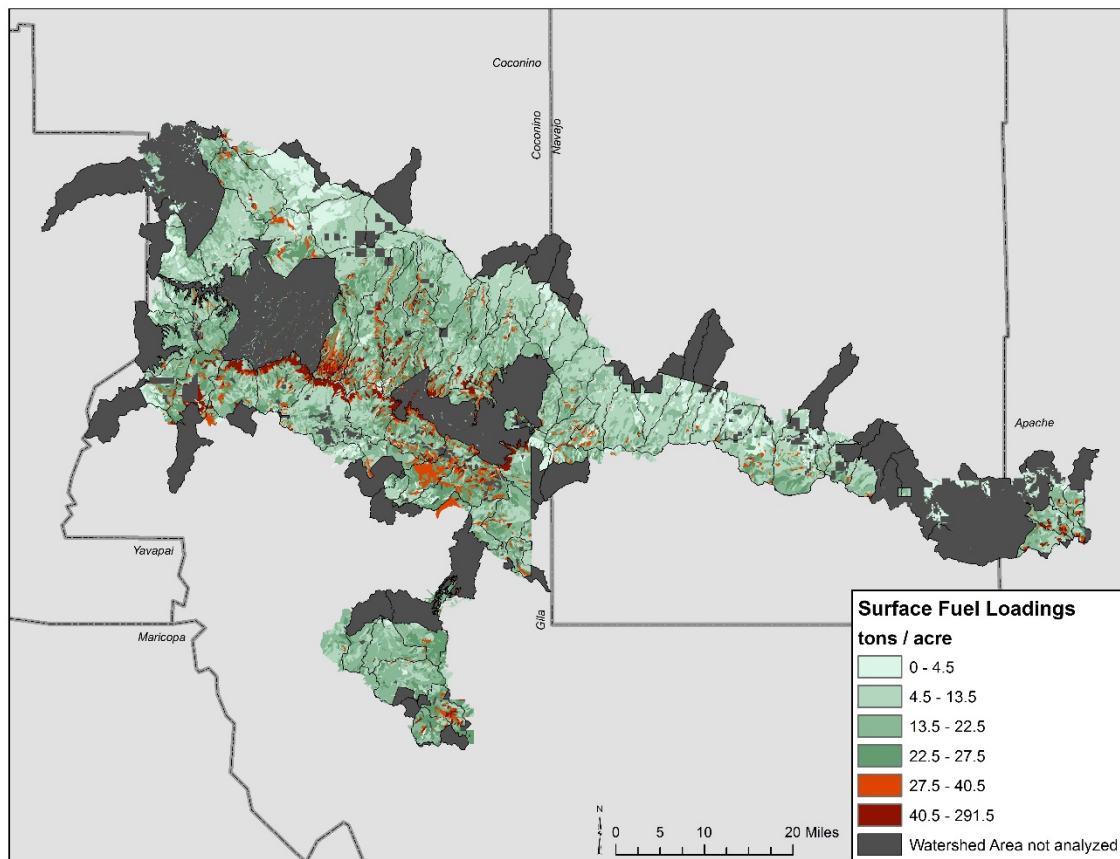 Coconino
Coconino
Navajo
Apache
Yavapai
Maricopa
Gila
Surface Fuel Loadings
tons / acre
0 - 4.5
4.5 - 13.5
13.5 - 22.5
22.5 - 27.5
27.5 - 40.5
40.5 - 291.5
Watershed Area not analyzed
N
0 5 10 20 Miles